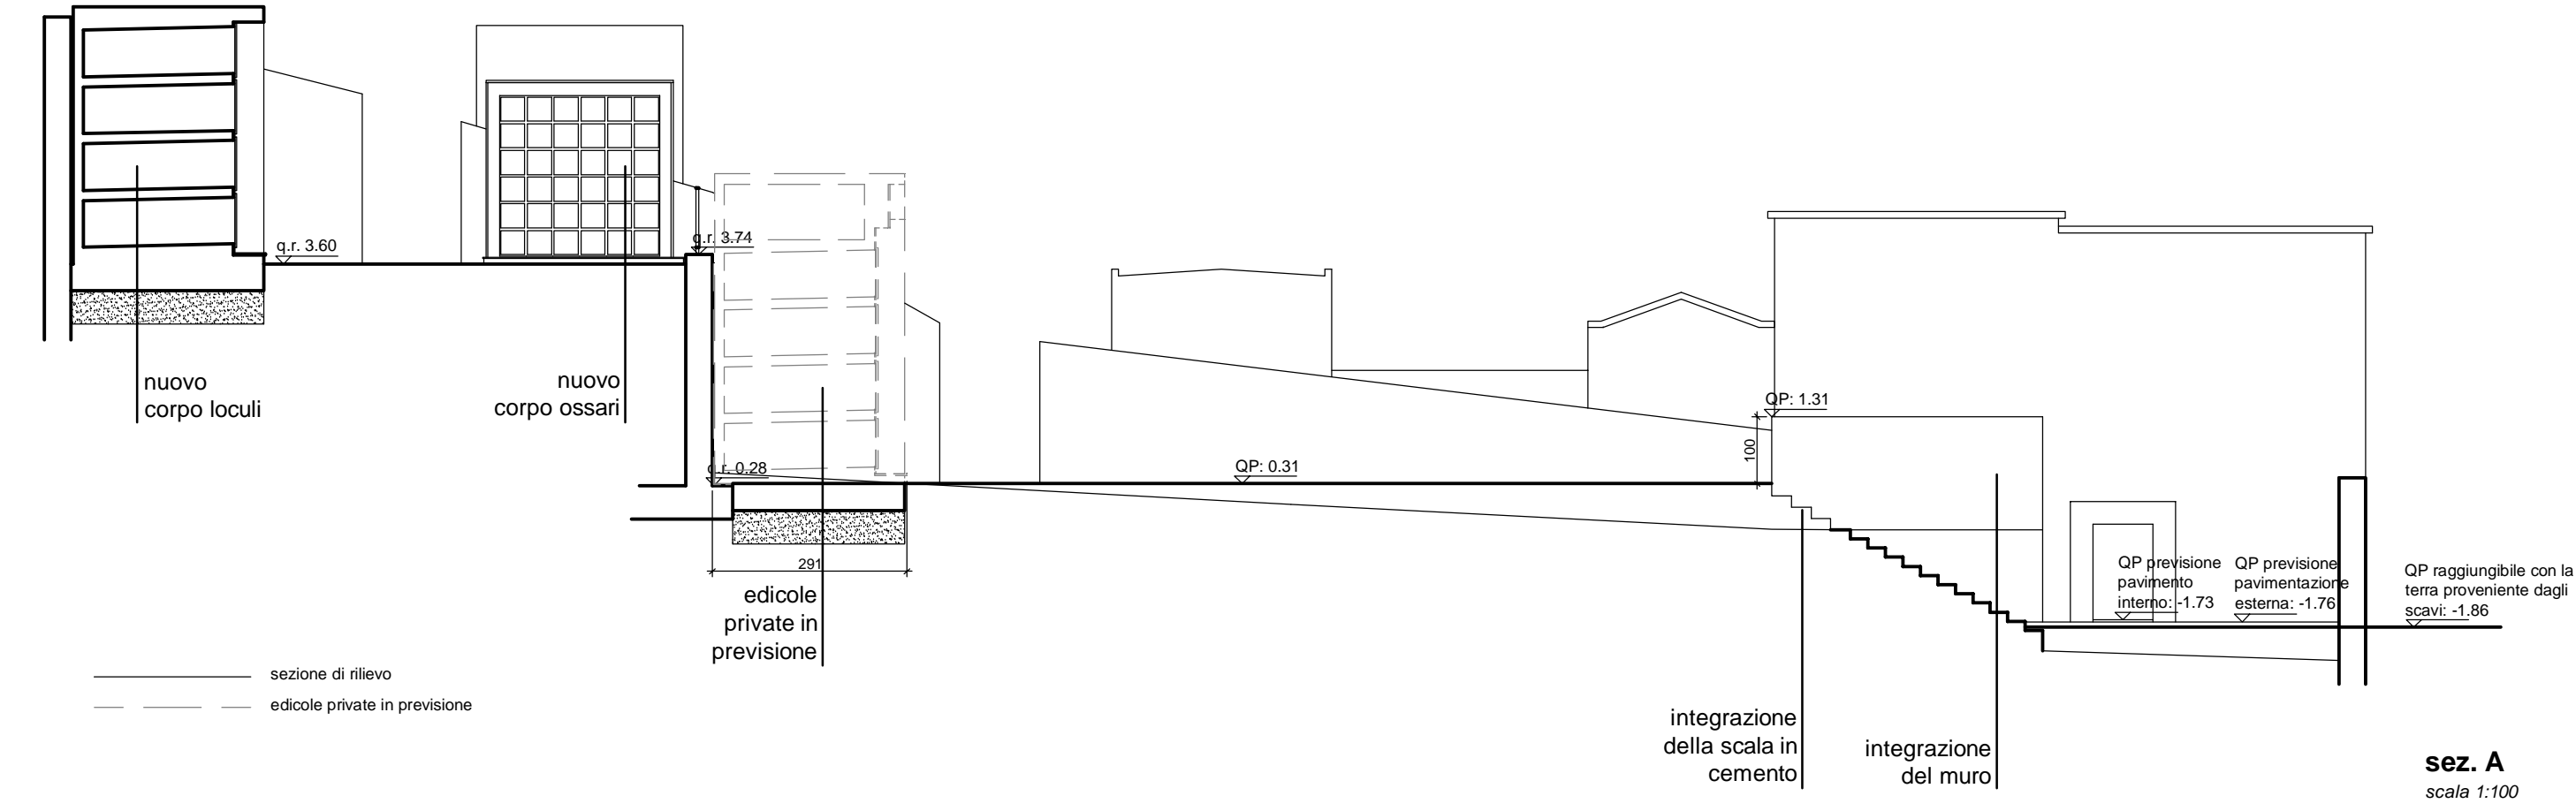 q.r. 3.60
q.r. 3.74
nuovo
corpo loculi
nuovo
corpo ossari
q.r. 0.28
QP: 0.31
QP: 1.31
100
291
edicole
private in
previsione
QP previsione
pavimento
interno: -1.73
QP previsione
pavimentazione
esterna: -1.76
QP raggiungibile con la
terra proveniente dagli
scavi: -1.86
sezione di rilievo
edicole private in previsione
integrazione
della scala in
cemento
integrazione
del muro
sez. A
scala 1:100